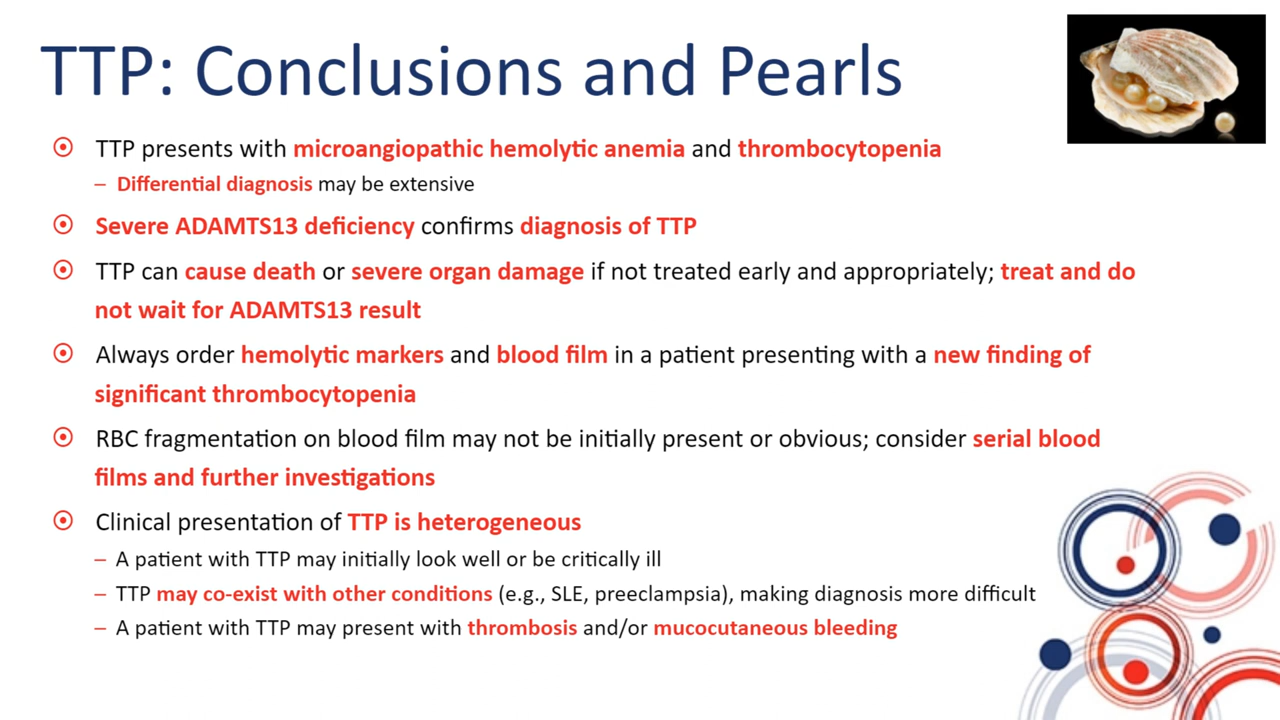 TTP: Conclusions and Pearls
TTP presents with microangiopathic hemolytic anemia and thrombocytopenia
– Differential diagnosis may be extensive
Severe ADAMTS13 deficiency confirms diagnosis of TTP
TTP can cause death or severe organ damage if not treated early and appropriately; treat and do
not wait for ADAMTS13 result
Always order hemolytic markers and blood film in a patient presenting with a new finding of
significant thrombocytopenia
RBC fragmentation on blood film may not be initially present or obvious; consider serial blood
films and further investigations
Clinical presentation of TTP is heterogeneous
– A patient with TTP may initially look well or be critically ill
– TTP may co-exist with other conditions (e.g., SLE, preeclampsia), making diagnosis more difficult
– A patient with TTP may present with thrombosis and/or mucocutaneous bleeding